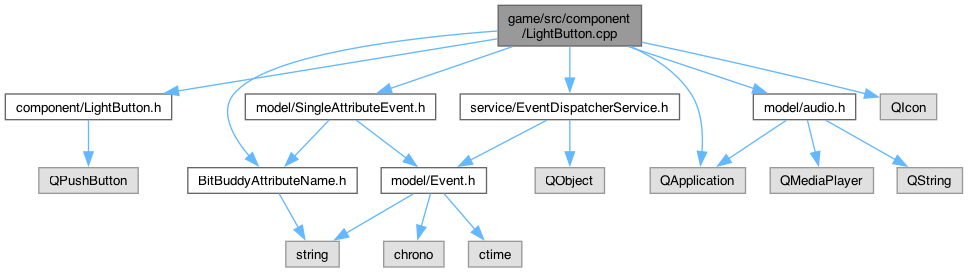 game/src/component
/LightButton.cpp
component/LightButton.h
model/SingleAttributeEvent.h
service/EventDispatcherService.h
model/audio.h
QIcon
QPushButton
BitBuddyAttributeName.h
model/Event.h
QObject
QApplication
QMediaPlayer
QString
string
chrono
ctime